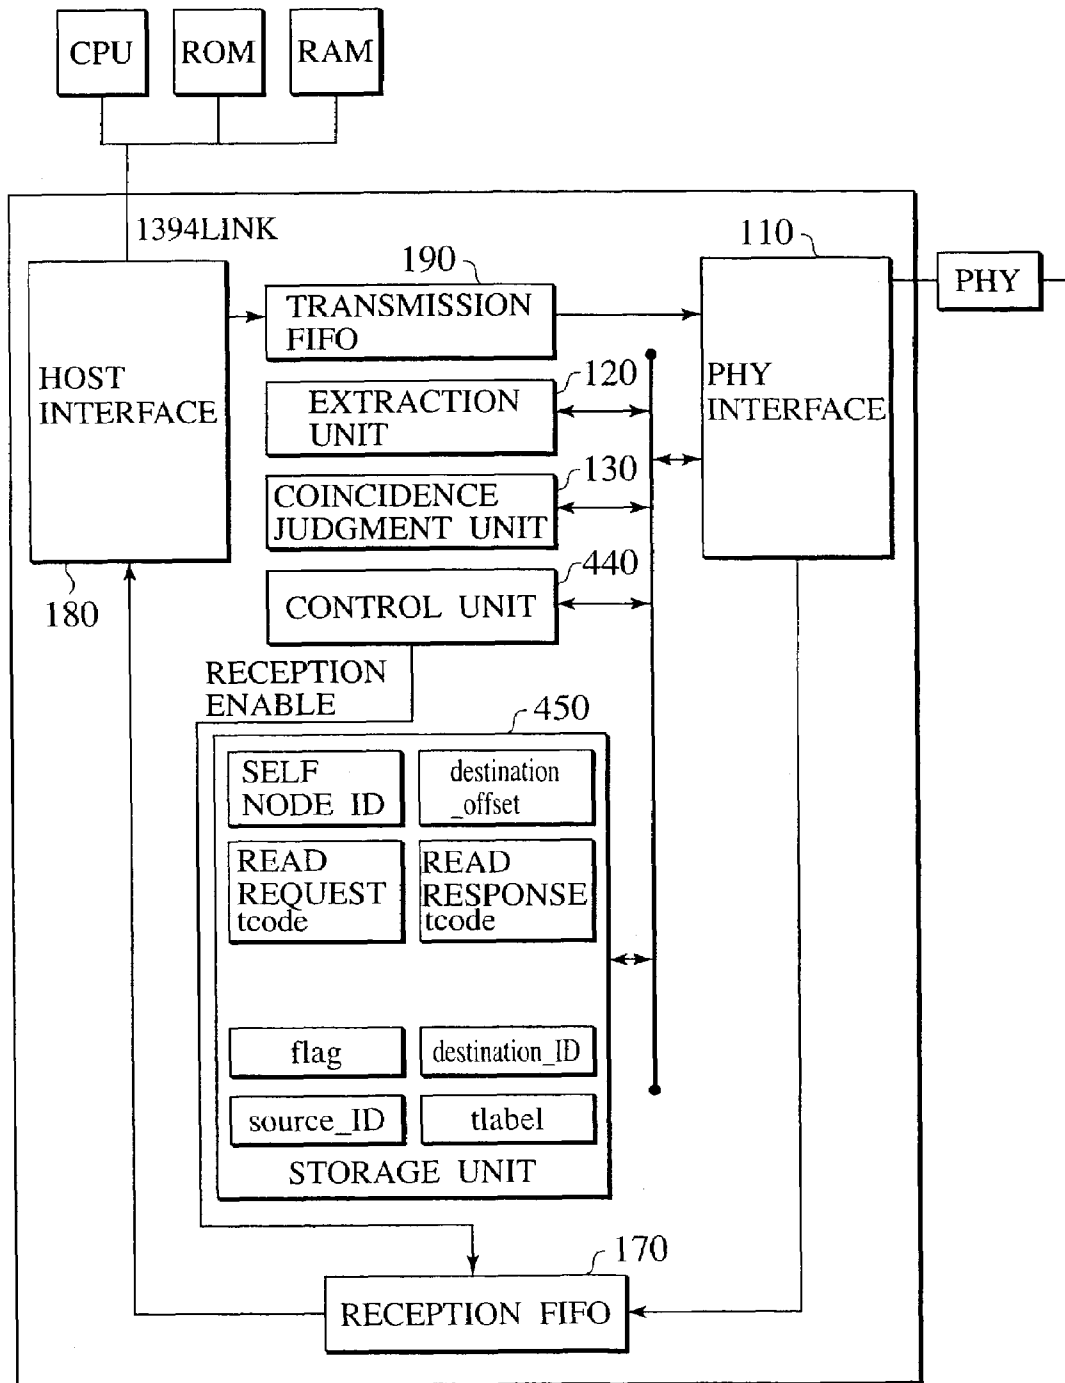 CPU
ROM
RAM
1394LINK
190
110
TRANSMISSION
FIFO
PHY
HOST
INTERFACE
120
EXTRACTION
UNIT
PHY
INTERFACE
130
COINCIDENCE
JUDGMENT UNIT
180
440
CONTROL UNIT
RECEPTION
ENABLE
450
SELF
NODE ID
destination
_offset
READ
REQUEST
tcode
READ
RESPONSE
tcode
flag
destination_ID
source_ID
tlabel
STORAGE UNIT
170
RECEPTION FIFO